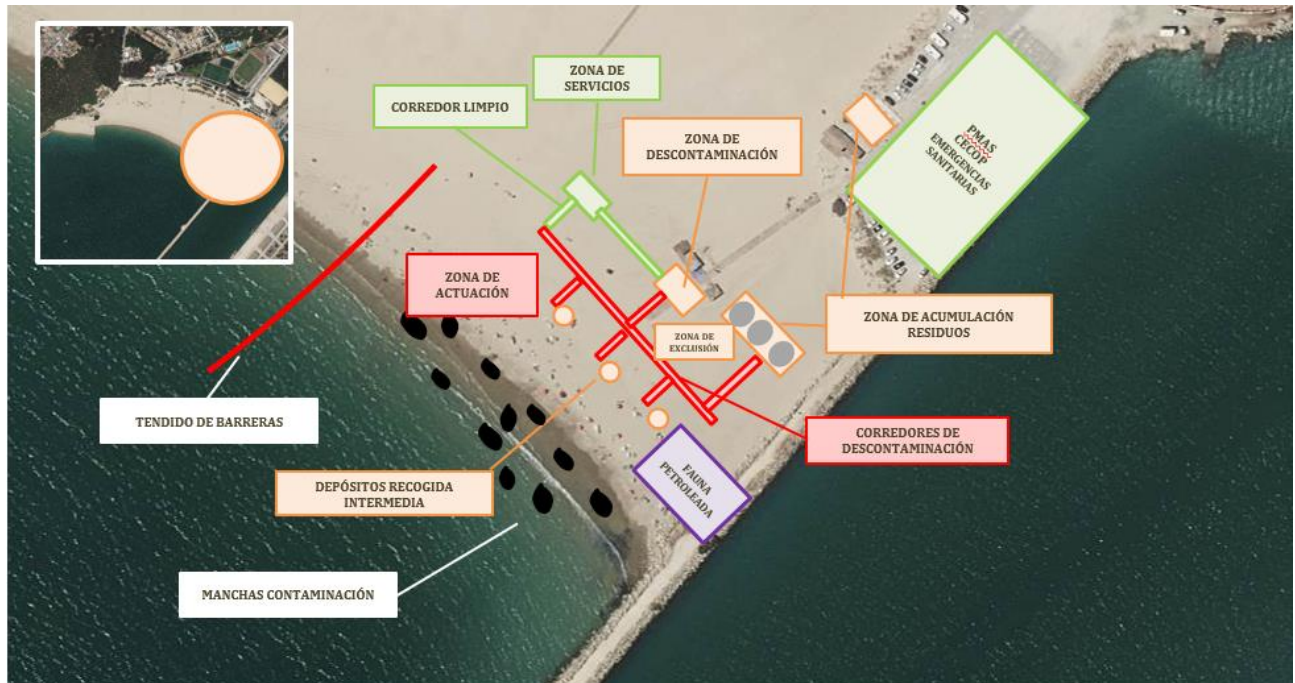 ZONA DE
SERVICIOS
CORREDOR LIMPIO
ZONA DE
DESCONTAMINACIÓN
PMAS
CECOP
EMERGENCIAS
SANITARIAS
ZONA DE
ACTUACIÓN
ZONA DE
EXCLUSIÓN
ZONA DE ACUMULACIÓN
RESIDUOS
TENDIDO DE BARRERAS
CORREDORES DE
DESCONTAMINACIÓN
FAUNA
PETROLEADA
DEPÓSITOS RECOGIDA
INTERMEDIA
MANCHAS CONTAMINACIÓN